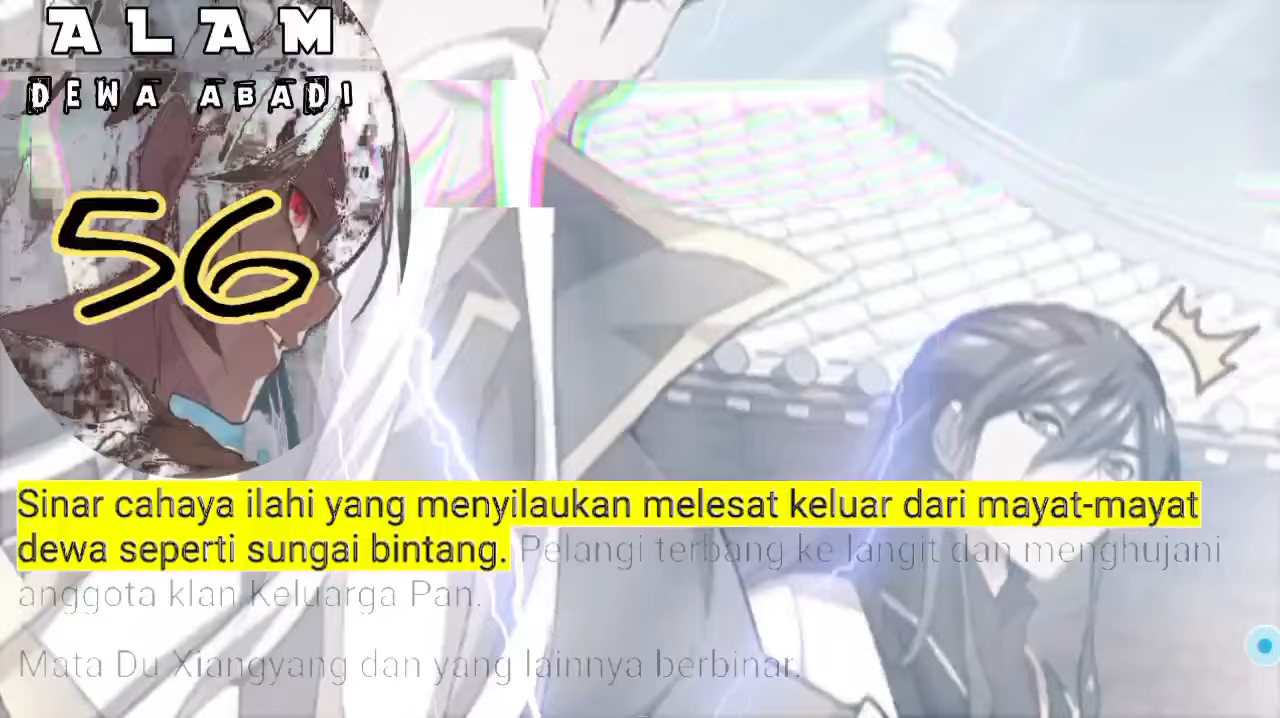 ALAM
DEWA ABADI
56
Sinar cahaya ilahi yang menyilaukan melesat keluar dari mayat-mayat
dewa seperti sungai bintang. Pelangi terbang ke langit dan menghujani
anggota klan Keluarga Pan.
Mata Du Xiangyang dan yang lainnya berbinar.